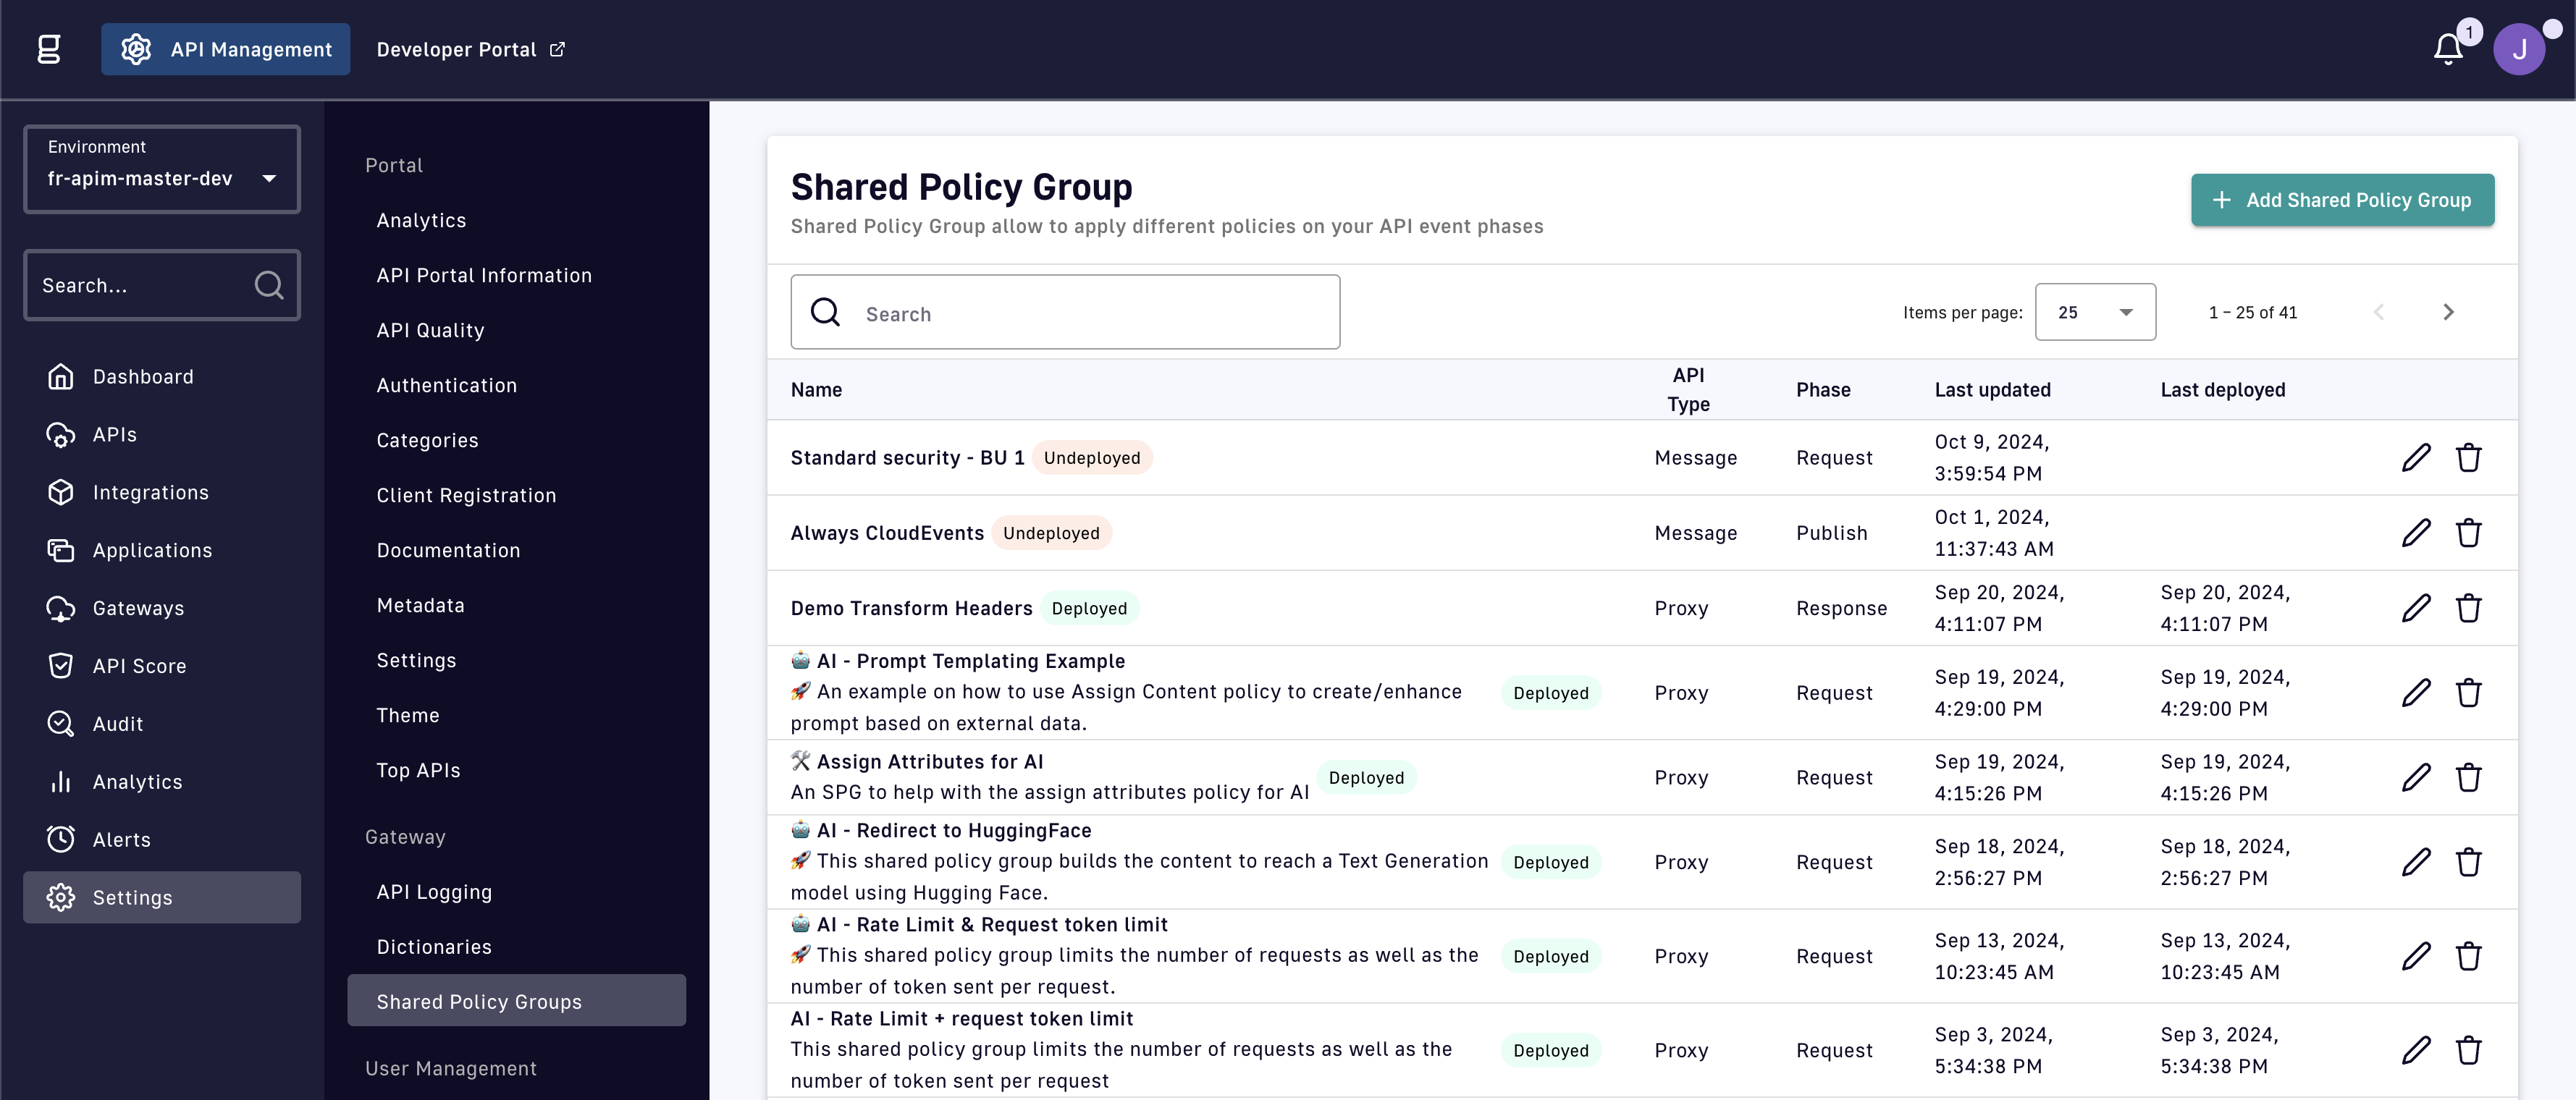 API Management
Developer Portal
1
J
Environment
fr-apim-master-dev
Search...
Dashboard
APIs
Integrations
Applications
Gateways
API Score
Audit
Analytics
Alerts
Settings
Portal
Analytics
API Portal Information
API Quality
Authentication
Categories
Client Registration
Documentation
Metadata
Settings
Theme
Top APIs
Gateway
API Logging
Dictionaries
Shared Policy Groups
User Management
Shared Policy Group
Shared Policy Group allow to apply different policies on your API event phases
+ Add Shared Policy Group
Search
Items per page: 25 1 – 25 of 41
Name API Type Phase Last updated Last deployed
Standard security - BU 1 Undeployed Message Request Oct 9, 2024,
3:59:54 PM
Always CloudEvents Undeployed Message Publish Oct 1, 2024,
11:37:43 AM
Demo Transform Headers Deployed Proxy Response Sep 20, 2024, Sep 20, 2024,
4:11:07 PM 4:11:07 PM
🤖 AI - Prompt Templating Example
🚀 An example on how to use Assign Content policy to create/enhance
prompt based on external data.
Deployed Proxy Request Sep 19, 2024, Sep 19, 2024,
4:29:00 PM 4:29:00 PM
🛠 Assign Attributes for AI
An SPG to help with the assign attributes policy for AI
Deployed Proxy Request Sep 19, 2024, Sep 19, 2024,
4:15:26 PM 4:15:26 PM
🤖 AI - Redirect to HuggingFace
🚀 This shared policy group builds the content to reach a Text Generation
model using Hugging Face.
Deployed Proxy Request Sep 18, 2024, Sep 18, 2024,
2:56:27 PM 2:56:27 PM
🤖 AI - Rate Limit & Request token limit
🚀 This shared policy group limits the number of requests as well as the
number of token sent per request.
Deployed Proxy Request Sep 13, 2024, Sep 13, 2024,
10:23:45 AM 10:23:45 AM
AI - Rate Limit + request token limit
This shared policy group limits the number of requests as well as the
number of token sent per request
Deployed Proxy Request Sep 3, 2024, Sep 3, 2024,
5:34:38 PM 5:34:38 PM